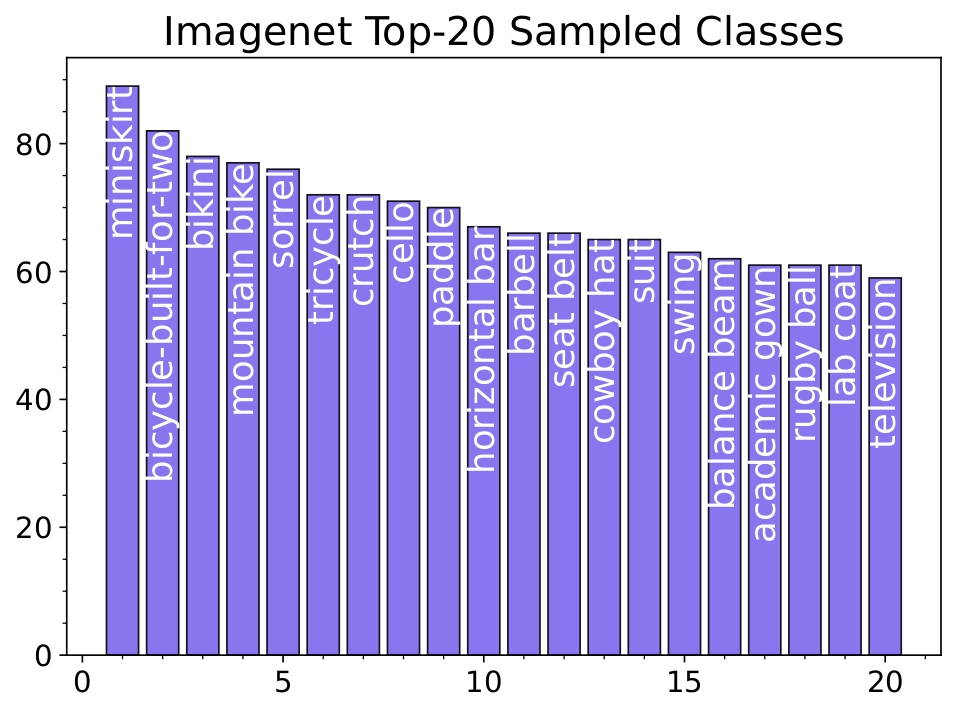 Imagenet Top-20 Sampled Classes
80
60
40
20
0
miniskirt
bicycle-built-for-two
bikini
mountain bike
sorrel
tricycle
crutch
cello
paddle
horizontal bar
barbell
seat belt
cowboy hat
suit
swing
balance beam
academic gown
rugby ball
lab coat
television
0 5 10 15 20